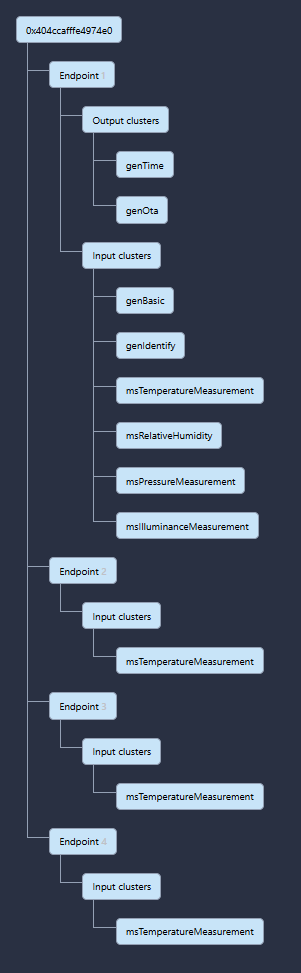 0x404ccafffe4974e0
Endpoint 1
Output clusters
genTime
genOta
Input clusters
genBasic
genIdentify
msTemperatureMeasurement
msRelativeHumidity
msPressureMeasurement
msIlluminanceMeasurement
Endpoint 2
Input clusters
msTemperatureMeasurement
Endpoint 3
Input clusters
msTemperatureMeasurement
Endpoint 4
Input clusters
msTemperatureMeasurement